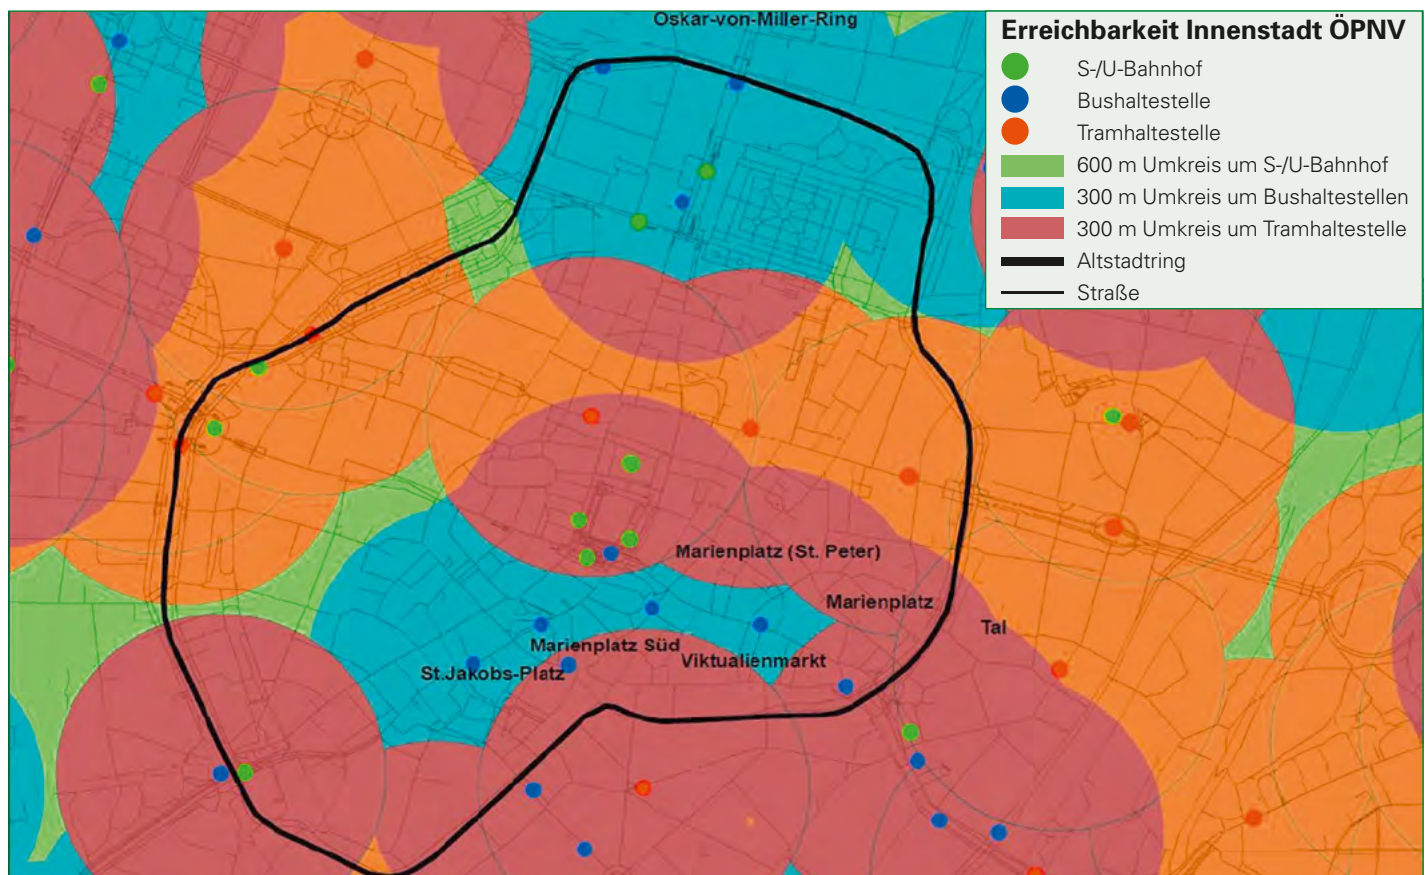 Oskar-von-Miller-Ring
Erreichbarkeit Innenstadt ÖPNV
S-/U-Bahnhof
Bushaltestelle
Tramhaltestelle
600 m Umkreis um S-/U-Bahnhof
300 m Umkreis um Bushaltestellen
300 m Umkreis um Tramhaltestelle
Altstadtring
Straße
Marienplatz (St. Peter)
Marienplatz
Tal
Marienplatz Süd
Viktualienmarkt
St.Jakobs-Platz